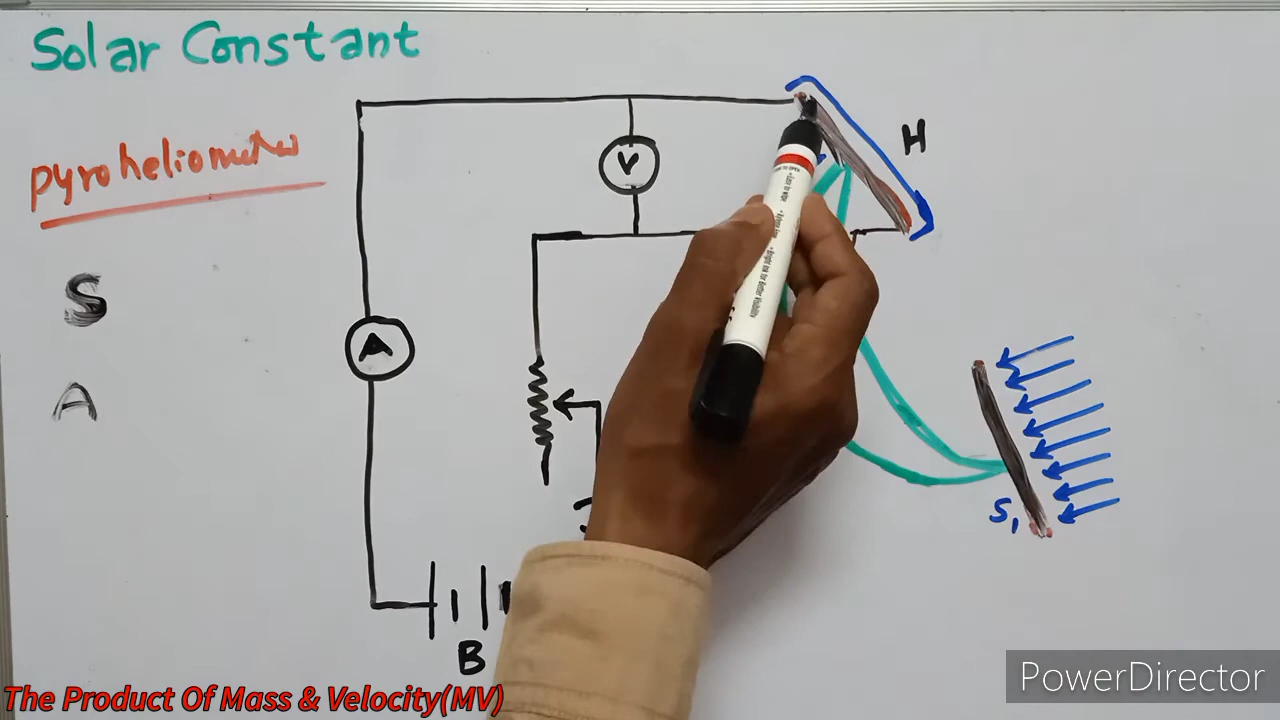 Solar Constant
pyroheliometer
S
A
V
H
A
S1
B
The Product Of Mass & Velocity(MV)
PowerDirector